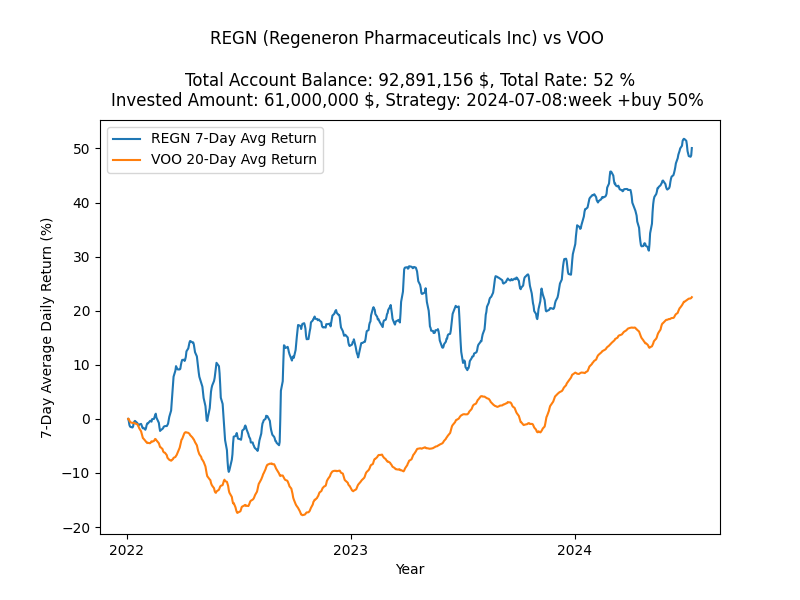 REGN (Regeneron Pharmaceuticals Inc) vs VOO
Total Account Balance: 92,891,156 $, Total Rate: 52 %
Invested Amount: 61,000,000 $, Strategy: 2024-07-08:week +buy 50%
REGN 7-Day Avg Return
VOO 20-Day Avg Return
7-Day Average Daily Return (%)
50
40
30
20
10
0
−10
−20
2022
2023
2024
Year